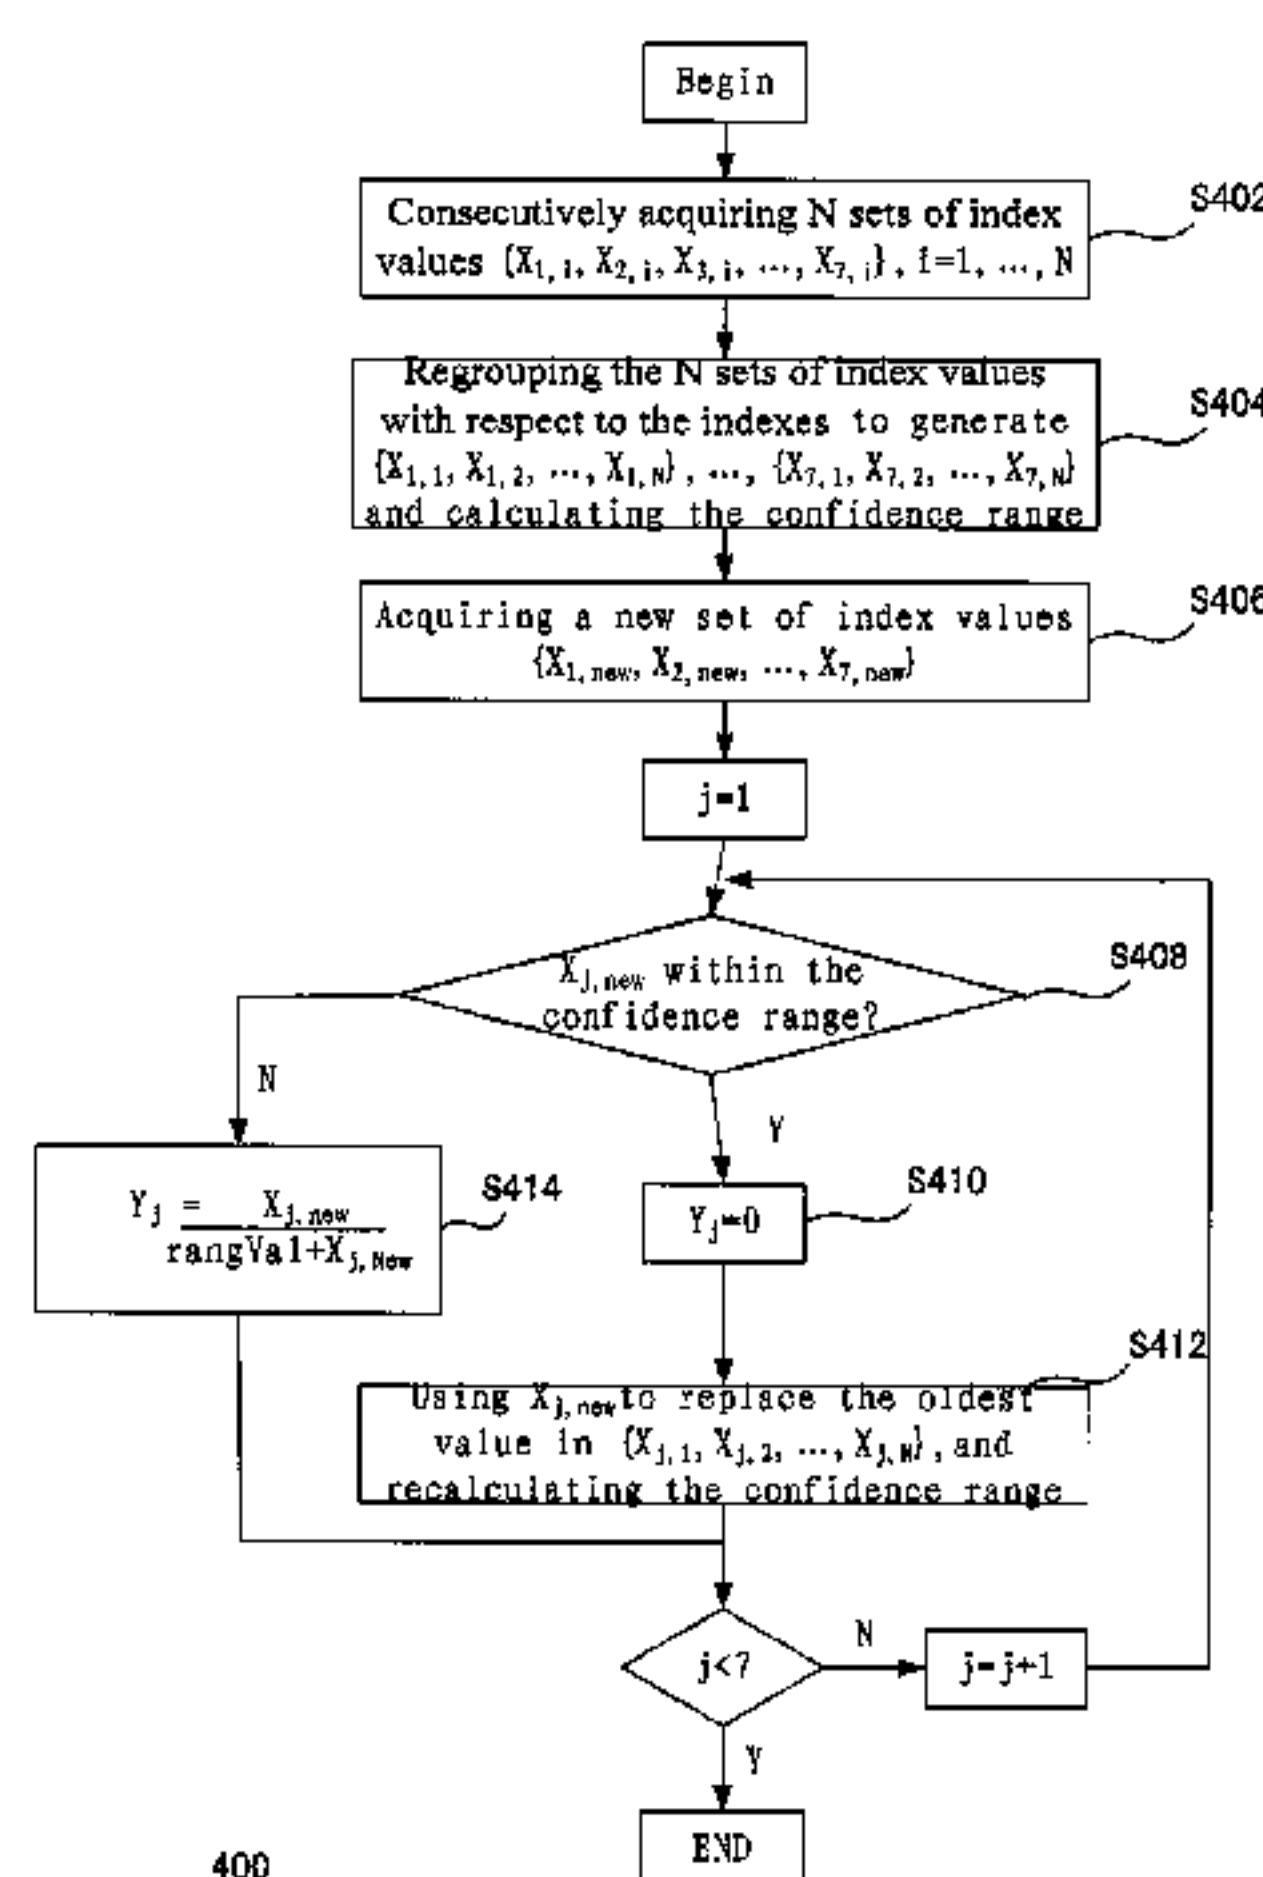 Begin
Consecutively acquiring N sets of index
values {X1,i, X2,i, X3,i, ..., X7,i}, i=1, ..., N
S402
Regrouping the N sets of index values
with respect to the indexes to generate
{X1,1, X1,2, ..., X1,N}, ..., {X7,1, X7,2, ..., X7,N}
and calculating the confidence range
S404
Acquiring a new set of index values
{X1,new, X2,new, ..., X7,new}
S406
j=1
Xj,new within the
confidence range?
S408
N
Y
Yj = Xj,new
rangVal+Xj,New
S414
Yj=0
S410
Using Xj,new to replace the oldest
value in {Xj,1, Xj,2, ..., Xj,N}, and
recalculating the confidence range
S412
j<7
N
j=j+1
Y
END
400